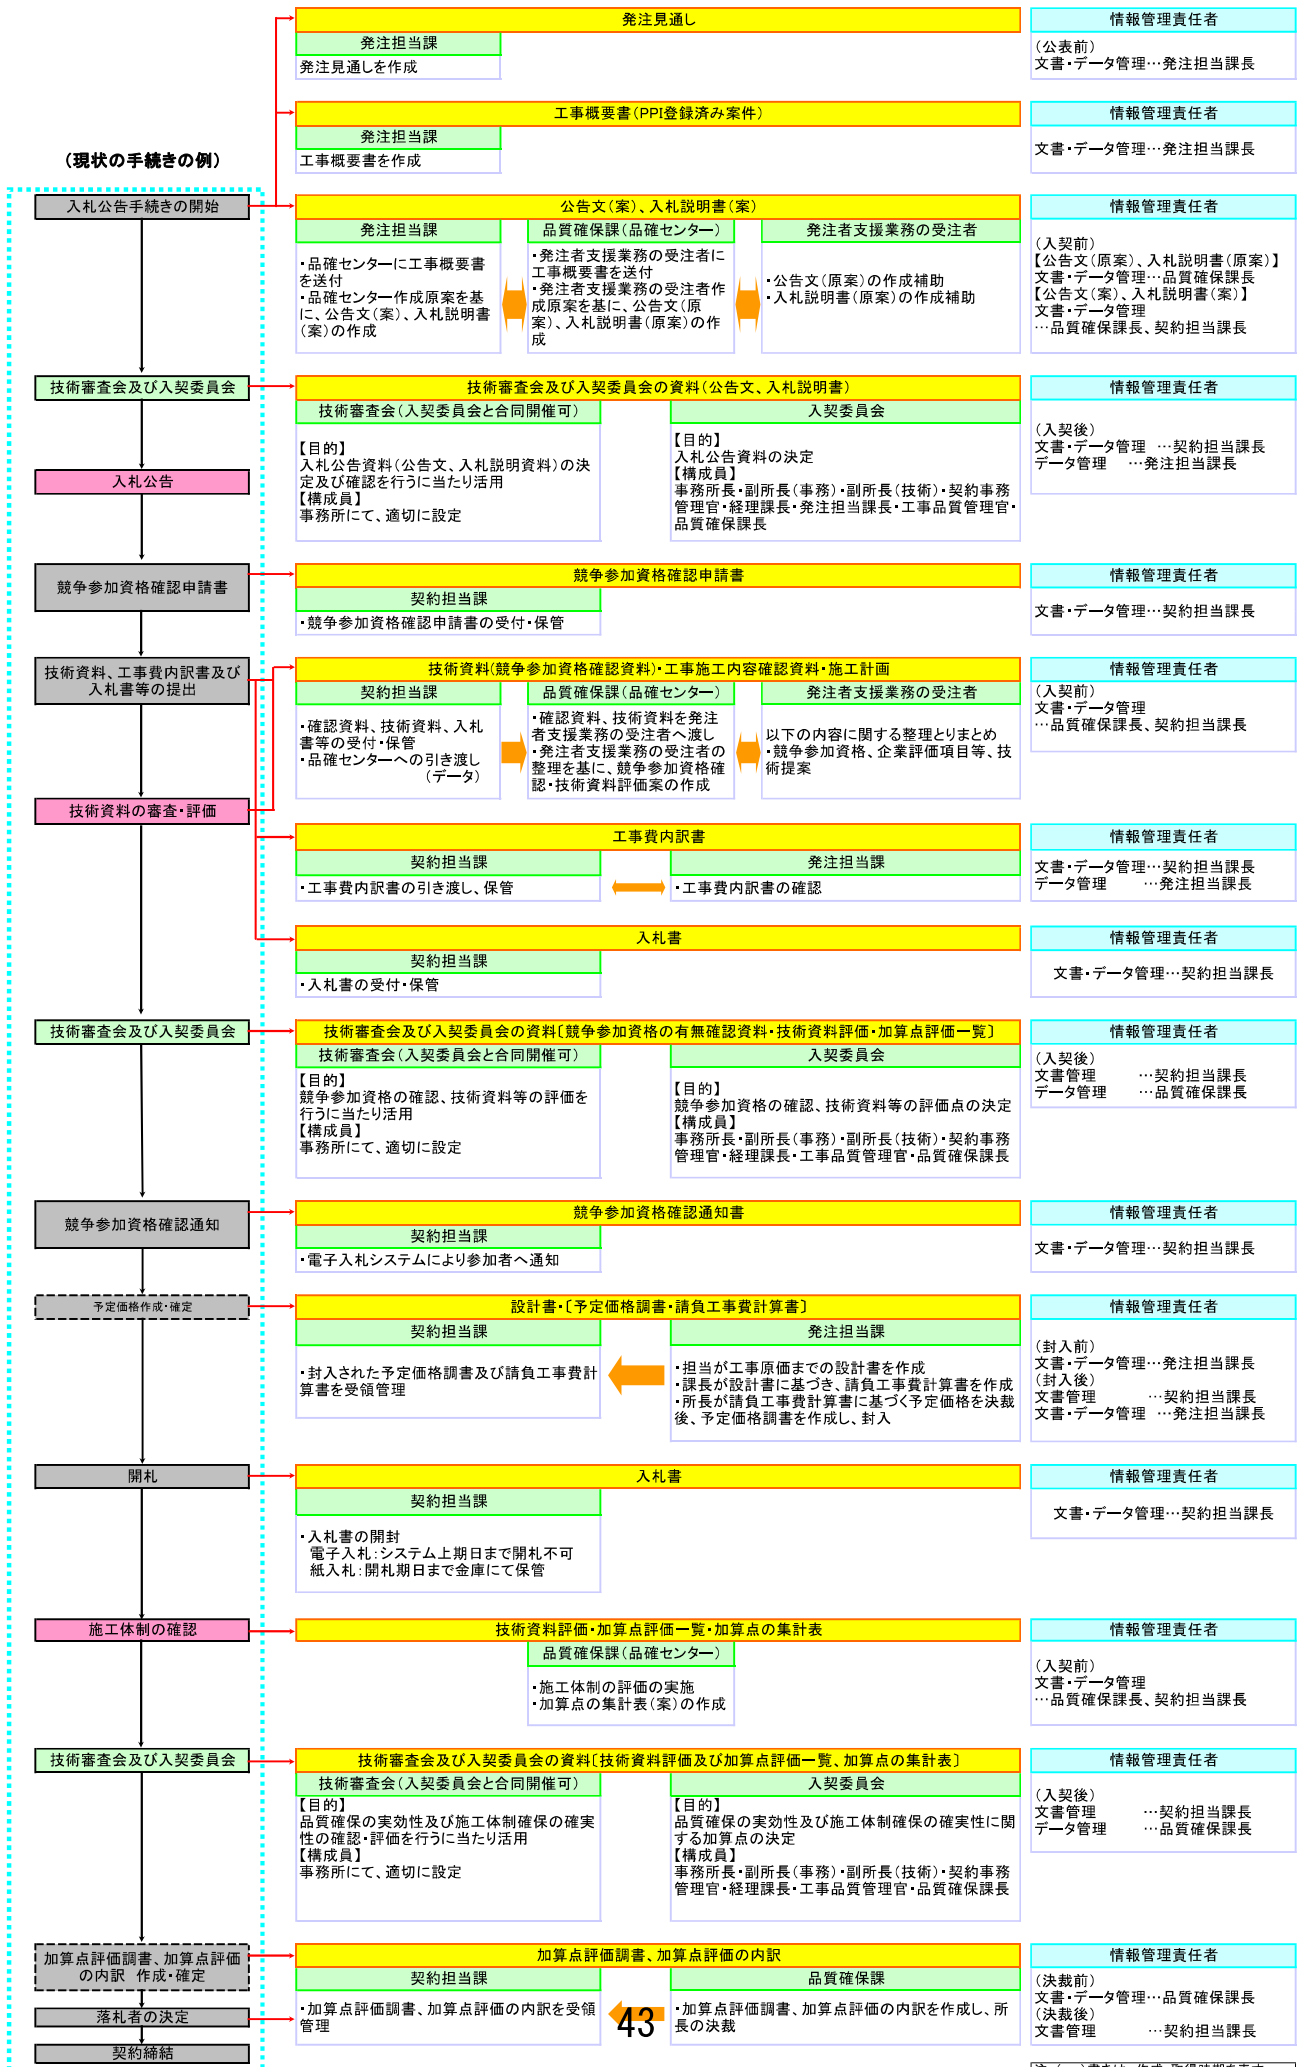 発注見通し
情報管理責任者
発注担当課
発注見通しを作成
（公表前）
文書・データ管理…発注担当課長
工事概要書（PPI登録済み案件）
情報管理責任者
発注担当課
工事概要書を作成
文書・データ管理…発注担当課長
（現状の手続きの例）
入札公告手続きの開始
公告文（案）、入札説明書（案）
情報管理責任者
発注担当課
・品確センターに工事概要書
を送付
・品確センター作成原案を基
に、公告文（案）、入札説明書
（案）の作成
品質確保課（品確センター）
・発注者支援業務の受注者に
工事概要書を送付
・発注者支援業務の受注者作
成原案を基に、公告文（原
案）、入札説明書（原案）の作
成
発注者支援業務の受注者
・公告文（原案）の作成補助
・入札説明書（原案）の作成補助
（入契前）
【公告文（原案）、入札説明書（原案）】
文書・データ管理…品質確保課長
【公告文（案）、入札説明書（案）】
文書・データ管理
…品質確保課長、契約担当課長
技術審査会及び入契委員会
技術審査会及び入契委員会の資料（公告文、入札説明書）
情報管理責任者
技術審査会（入契委員会と合同開催可）
【目的】
入札公告資料（公告文、入札説明資料）の決
定及び確認を行うに当たり活用
【構成員】
事務所にて、適切に設定
入契委員会
【目的】
入札公告資料の決定
【構成員】
事務所長・副所長（事務）・副所長（技術）・契約事務
管理官・経理課長・発注担当課長・工事品質管理官・
品質確保課長
（入契後）
文書・データ管理　…契約担当課長
データ管理　…発注担当課長
入札公告
競争参加資格確認申請書
競争参加資格確認申請書
情報管理責任者
契約担当課
・競争参加資格確認申請書の受付・保管
文書・データ管理…契約担当課長
技術資料、工事費内訳書及び
入札書等の提出
技術資料（競争参加資格確認資料）・工事施工内容確認資料・施工計画
情報管理責任者
契約担当課
・確認資料、技術資料、入札
書等の受付・保管
・品確センターへの引き渡し
（データ）
品質確保課（品確センター）
・確認資料、技術資料を発注
者支援業務の受注者へ渡し
・発注者支援業務の受注者の
整理を基に、競争参加資格確
認・技術資料評価案の作成
発注者支援業務の受注者
以下の内容に関する整理とりまとめ
・競争参加資格、企業評価項目等、技
術提案
（入契前）
文書・データ管理
…品質確保課長、契約担当課長
技術資料の審査・評価
工事費内訳書
情報管理責任者
契約担当課
・工事費内訳書の引き渡し、保管
発注担当課
・工事費内訳書の確認
文書・データ管理…契約担当課長
データ管理　　…発注担当課長
入札書
情報管理責任者
契約担当課
・入札書の受付・保管
文書・データ管理…契約担当課長
技術審査会及び入契委員会
技術審査会及び入契委員会の資料〔競争参加資格の有無確認資料・技術資料評価・加算点評価一覧〕
情報管理責任者
技術審査会（入契委員会と合同開催可）
【目的】
競争参加資格の確認、技術資料等の評価を
行うに当たり活用
【構成員】
事務所にて、適切に設定
入契委員会
【目的】
競争参加資格の確認、技術資料等の評価点の決定
【構成員】
事務所長・副所長（事務）・副所長（技術）・契約事務
管理官・経理課長・工事品質管理官・品質確保課長
（入契後）
文書管理　　　…契約担当課長
データ管理　　…品質確保課長
競争参加資格確認通知
競争参加資格確認通知書
情報管理責任者
契約担当課
・電子入札システムにより参加者へ通知
文書・データ管理…契約担当課長
予定価格作成・確定
設計書・〔予定価格調書・請負工事費計算書〕
情報管理責任者
契約担当課
・封入された予定価格調書及び請負工事費計
算書を受領管理
発注担当課
・担当が工事原価までの設計書を作成
・課長が設計書に基づき、請負工事費計算書を作成
・所長が請負工事費計算書に基づく予定価格を決裁
後、予定価格調書を作成し、封入
（封入前）
文書・データ管理…発注担当課長
（封入後）
文書管理　　　…契約担当課長
文書・データ管理　…発注担当課長
開札
入札書
情報管理責任者
契約担当課
・入札書の開封
電子入札：システム上期日まで開札不可
紙入札：開札期日まで金庫にて保管
文書・データ管理…契約担当課長
施工体制の確認
技術資料評価・加算点評価一覧・加算点の集計表
情報管理責任者
品質確保課（品確センター）
・施工体制の評価の実施
・加算点の集計表（案）の作成
（入契前）
文書・データ管理
…品質確保課長、契約担当課長
技術審査会及び入契委員会
技術審査会及び入契委員会の資料〔技術資料評価及び加算点評価一覧、加算点の集計表〕
情報管理責任者
技術審査会（入契委員会と合同開催可）
【目的】
品質確保の実効性及び施工体制確保の確実
性の確認・評価を行うに当たり活用
【構成員】
事務所にて、適切に設定
入契委員会
【目的】
品質確保の実効性及び施工体制確保の確実性に関
する加算点の決定
【構成員】
事務所長・副所長（事務）・副所長（技術）・契約事務
管理官・経理課長・工事品質管理官・品質確保課長
（入契後）
文書管理　　　…契約担当課長
データ管理　　…品質確保課長
加算点評価調書、加算点評価
の内訳　作成・確定
加算点評価調書、加算点評価の内訳
情報管理責任者
契約担当課
・加算点評価調書、加算点評価の内訳を受領
管理
品質確保課
・加算点評価調書、加算点評価の内訳を作成し、所
長の決裁
（決裁前）
文書・データ管理…品質確保課長
（決裁後）
文書管理　　　…契約担当課長
落札者の決定
契約締結
43